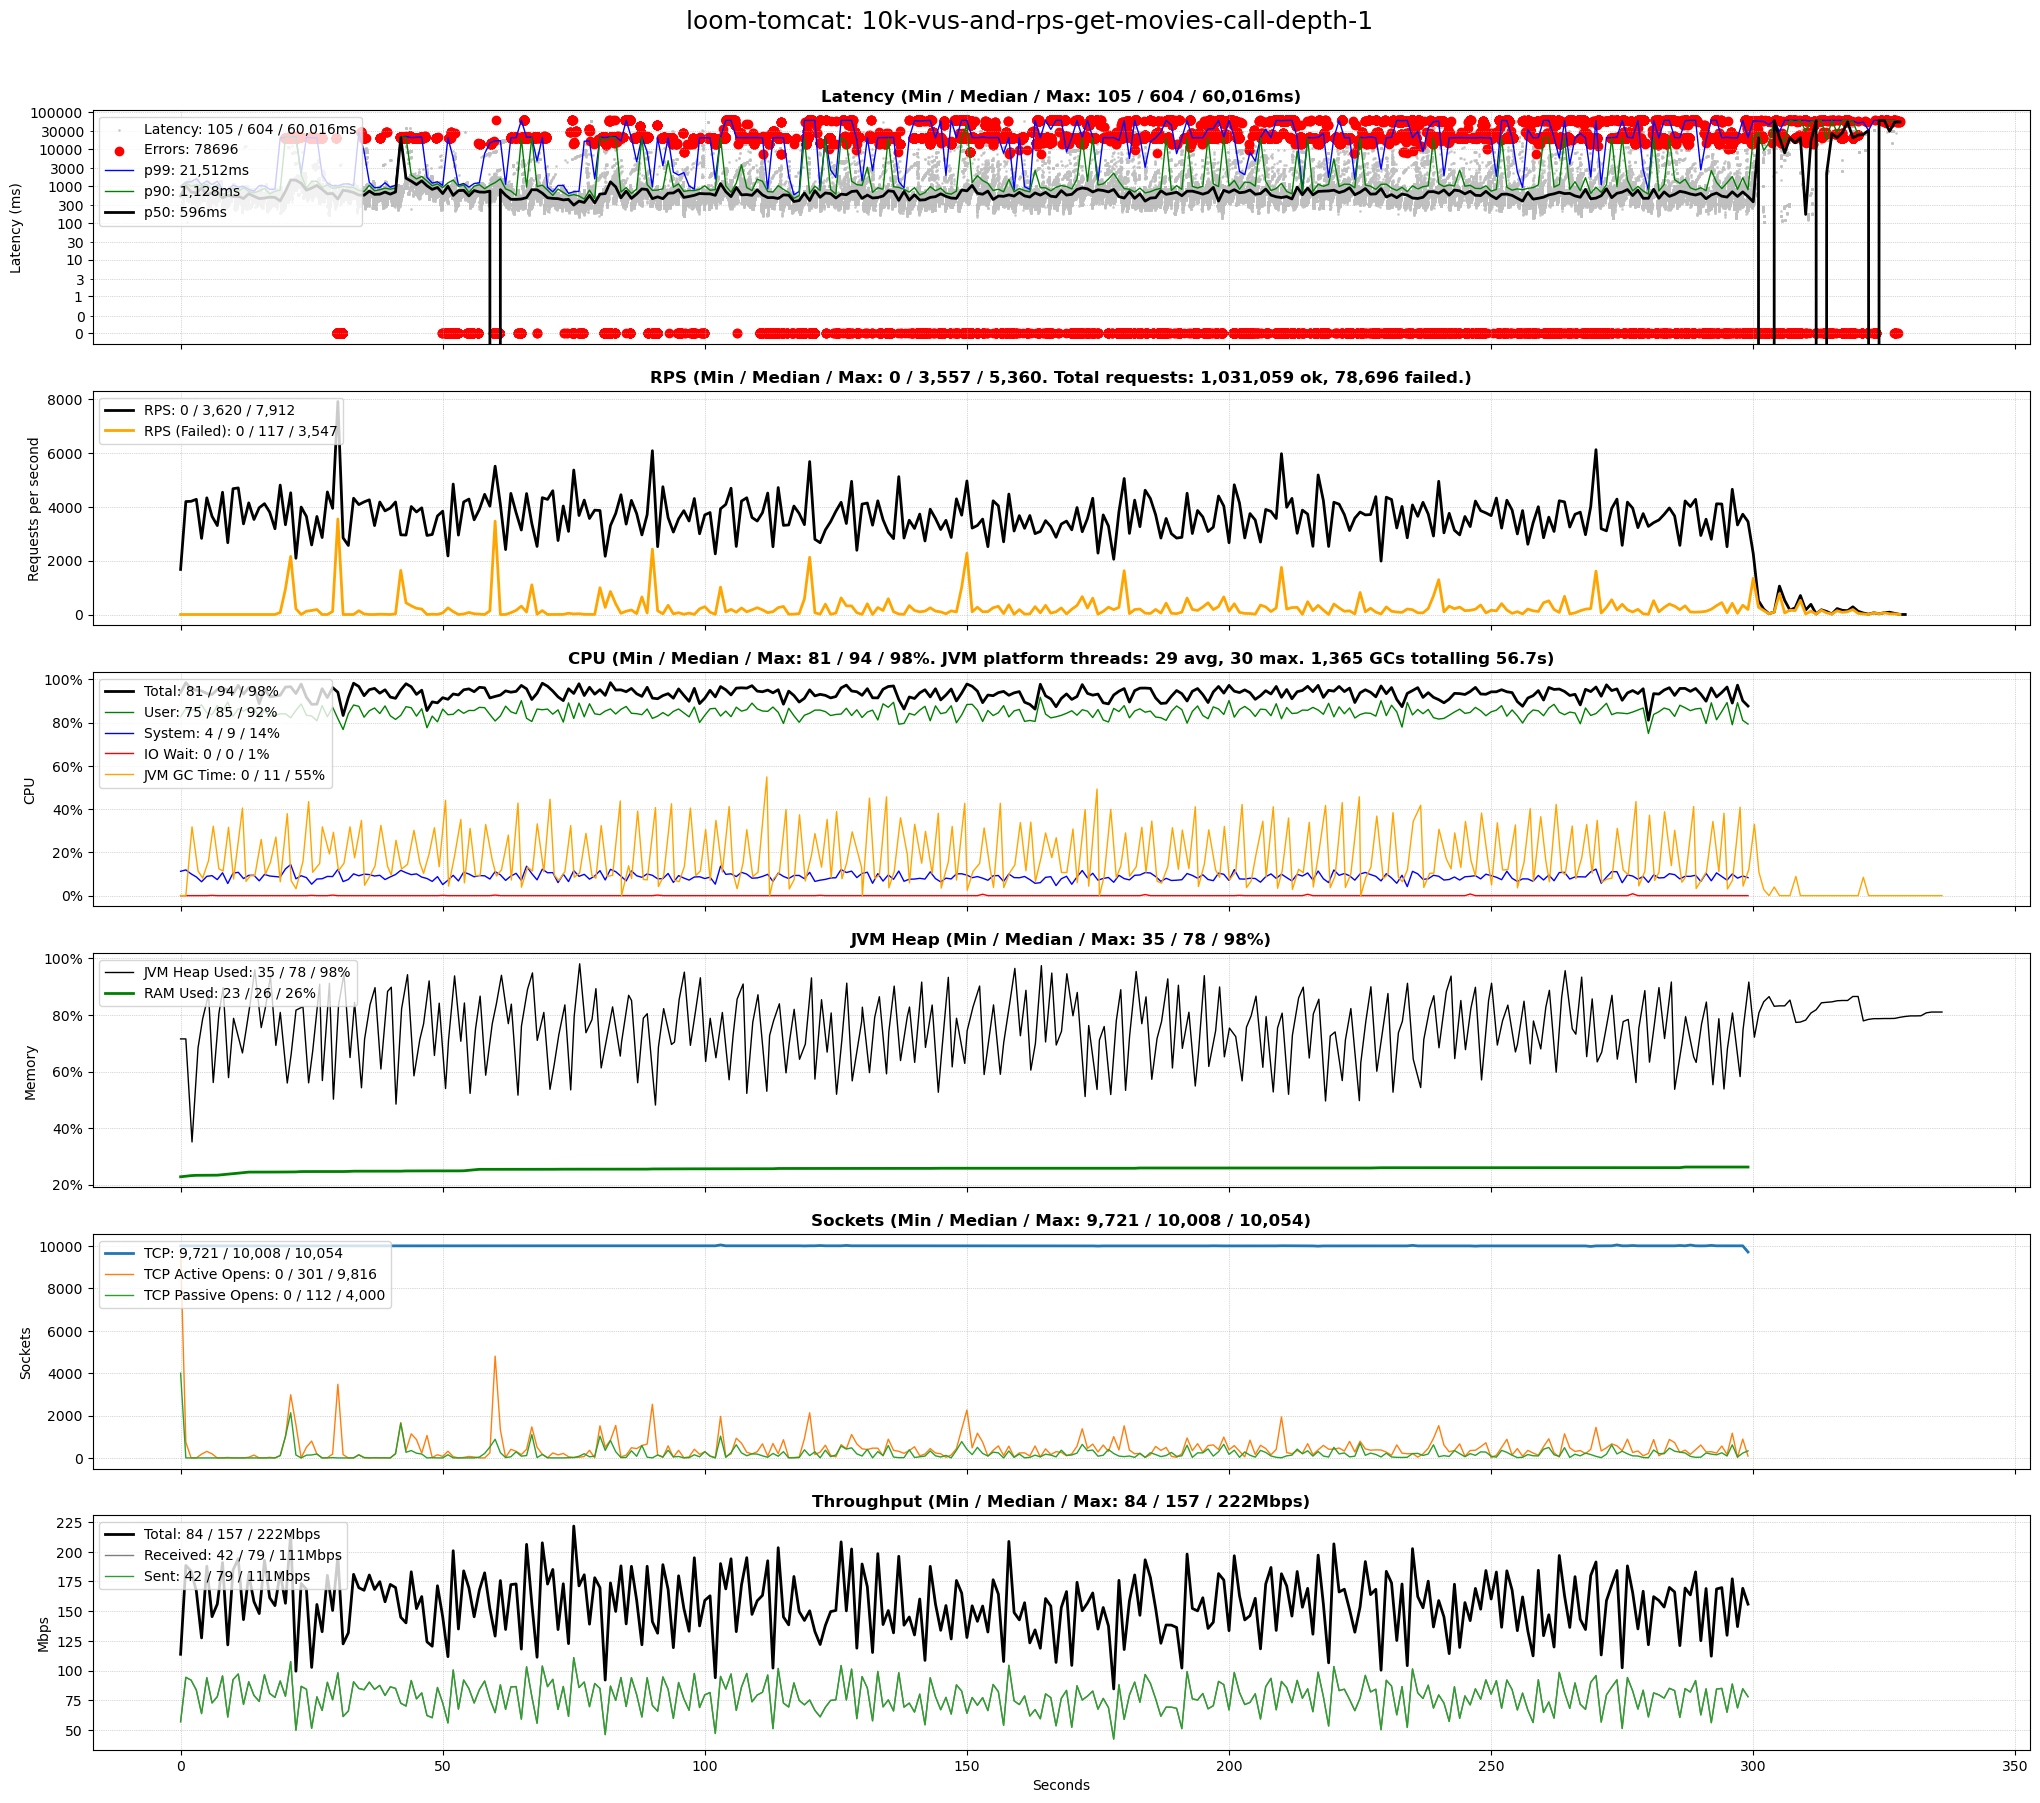 loom-tomcat: 10k-vus-and-rps-get-movies-call-depth-1
Latency (Min / Median / Max: 105 / 604 / 60,016ms)
Latency (ms)
100000
30000
10000
3000
1000
300
100
30
10
3
1
0
0
Latency: 105 / 604 / 60,016ms
Errors: 78696
p99: 21,512ms
p90: 1,128ms
p50: 596ms
RPS (Min / Median / Max: 0 / 3,557 / 5,360. Total requests: 1,031,059 ok, 78,696 failed.)
Requests per second
8000
6000
4000
2000
0
RPS: 0 / 3,620 / 7,912
RPS (Failed): 0 / 117 / 3,547
CPU (Min / Median / Max: 81 / 94 / 98%. JVM platform threads: 29 avg, 30 max. 1,365 GCs totalling 56.7s)
CPU
100%
80%
60%
40%
20%
0%
Total: 81 / 94 / 98%
User: 75 / 85 / 92%
System: 4 / 9 / 14%
IO Wait: 0 / 0 / 1%
JVM GC Time: 0 / 11 / 55%
JVM Heap (Min / Median / Max: 35 / 78 / 98%)
Memory
100%
80%
60%
40%
20%
JVM Heap Used: 35 / 78 / 98%
RAM Used: 23 / 26 / 26%
Sockets (Min / Median / Max: 9,721 / 10,008 / 10,054)
Sockets
10000
8000
6000
4000
2000
0
TCP: 9,721 / 10,008 / 10,054
TCP Active Opens: 0 / 301 / 9,816
TCP Passive Opens: 0 / 112 / 4,000
Throughput (Min / Median / Max: 84 / 157 / 222Mbps)
Mbps
225
200
175
150
125
100
75
50
Total: 84 / 157 / 222Mbps
Received: 42 / 79 / 111Mbps
Sent: 42 / 79 / 111Mbps
0 50 100 150 200 250 300 350
Seconds